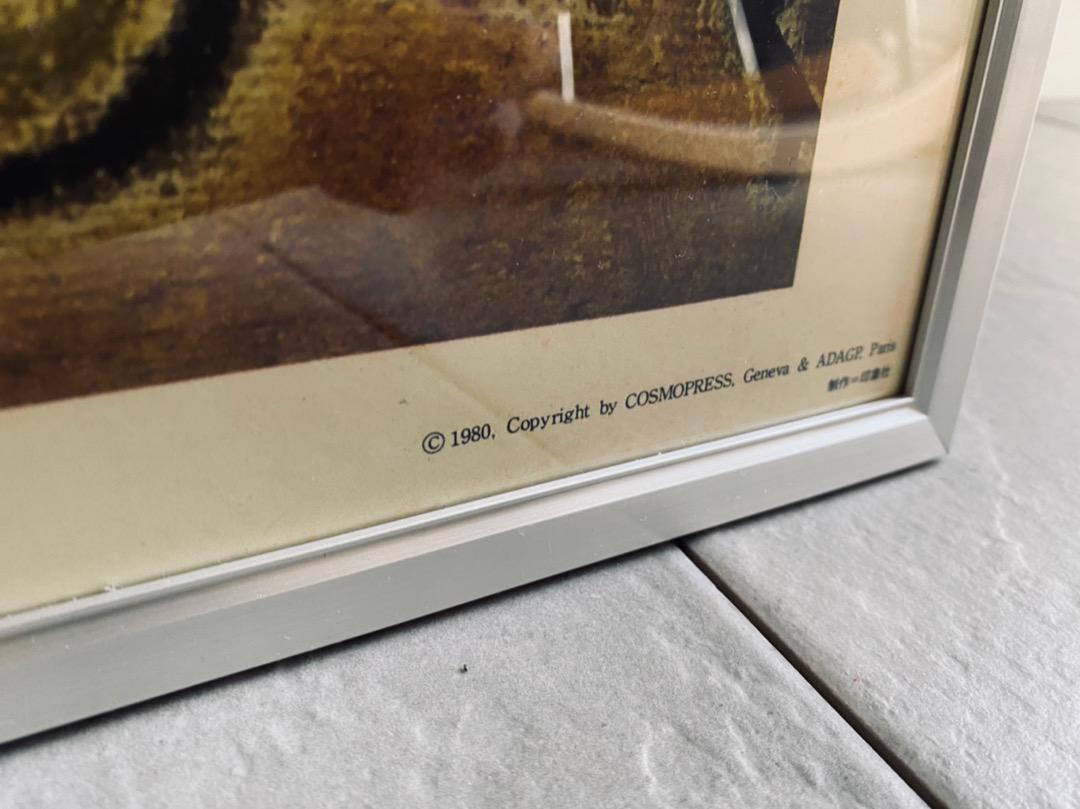 © 1980, Copyright by COSMOPRESS, Geneva & ADAGP, Paris
制作=印象社